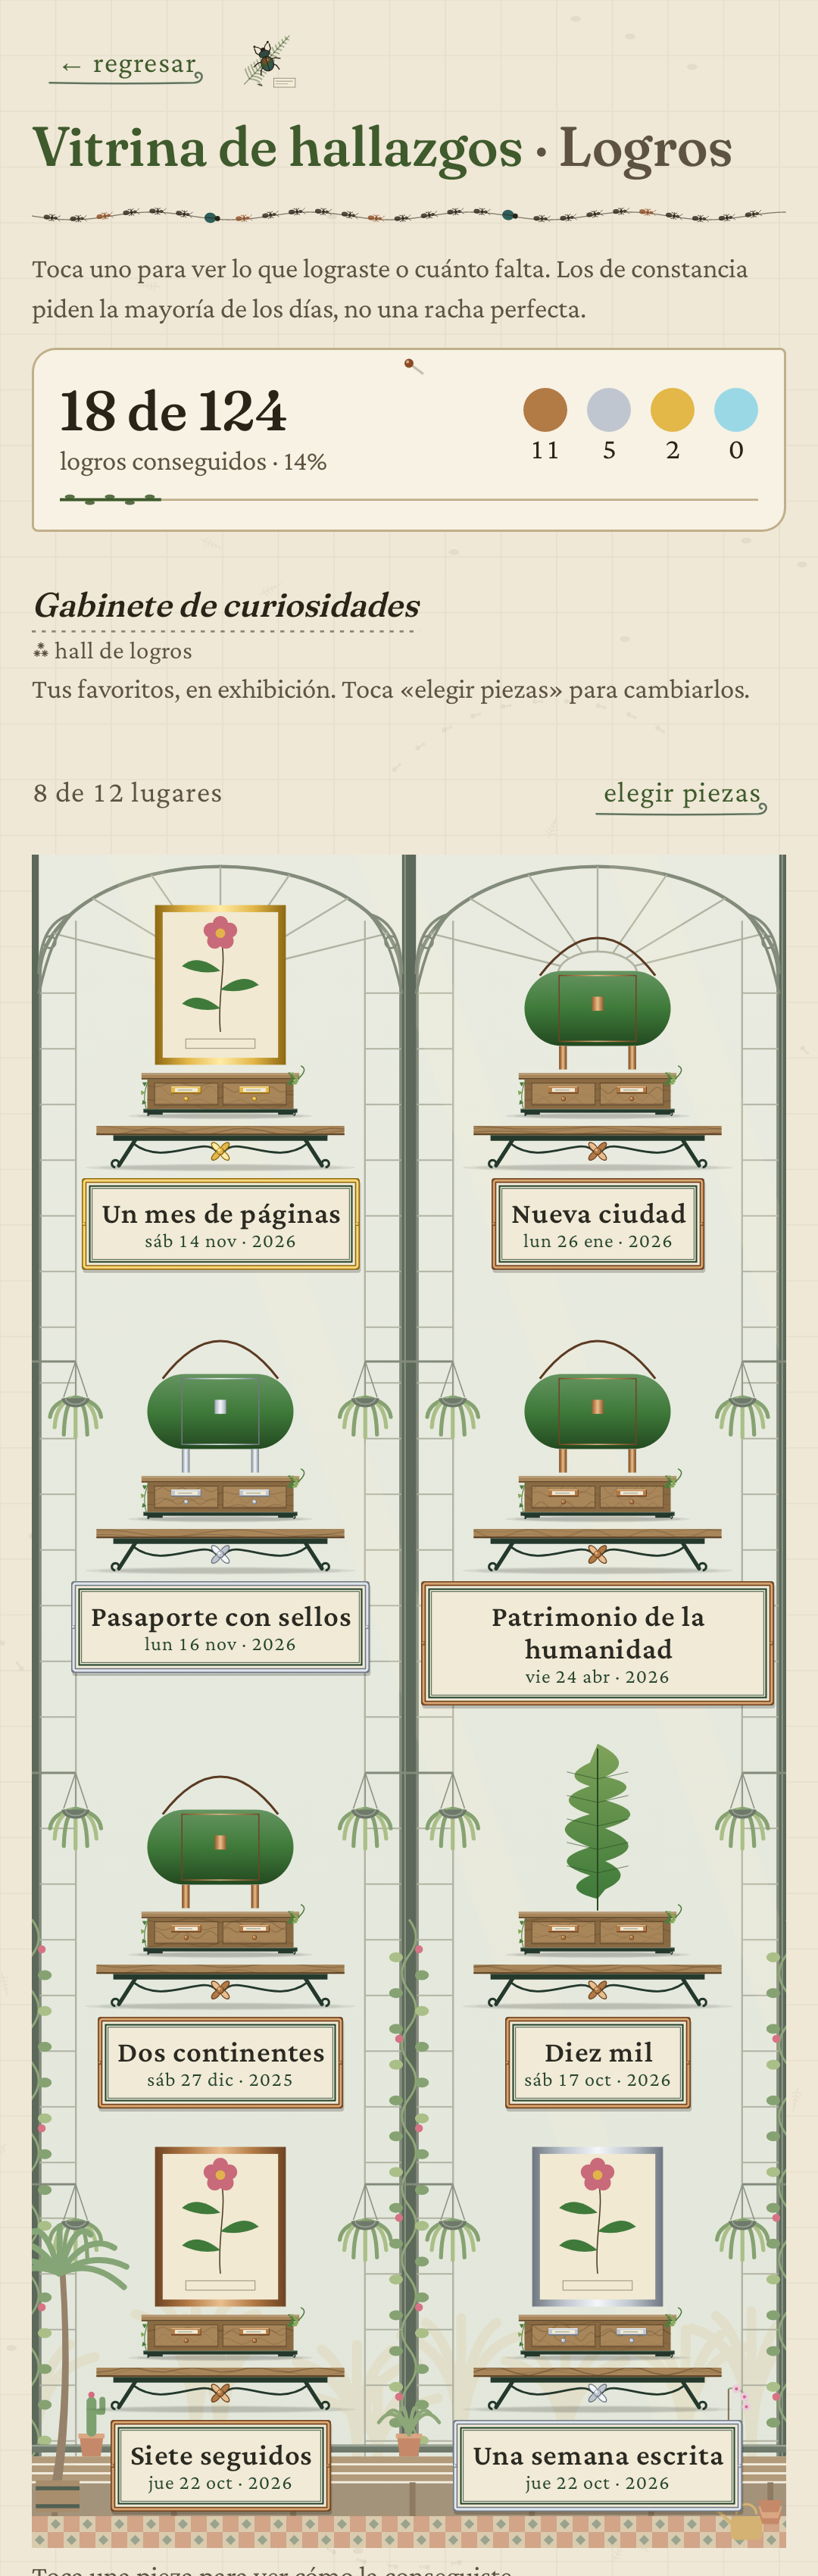 ← regresar
Vitrina de hallazgos · Logros
Toca uno para ver lo que lograste o cuánto falta. Los de constancia
piden la mayoría de los días, no una racha perfecta.
18 de 124
logros conseguidos · 14%
11 5 2 0
Gabinete de curiosidades
hall de logros
Tus favoritos, en exhibición. Toca «elegir piezas» para cambiarlos.
8 de 12 lugares
elegir piezas
Un mes de páginas
sáb 14 nov · 2026
Nueva ciudad
lun 26 ene · 2026
Pasaporte con sellos
lun 16 nov · 2026
Patrimonio de la
humanidad
vie 24 abr · 2026
Dos continentes
sáb 27 dic · 2025
Diez mil
sáb 17 oct · 2026
Siete seguidos
jue 22 oct · 2026
Una semana escrita
jue 22 oct · 2026
Toca una pieza para ver cómo la conseguiste